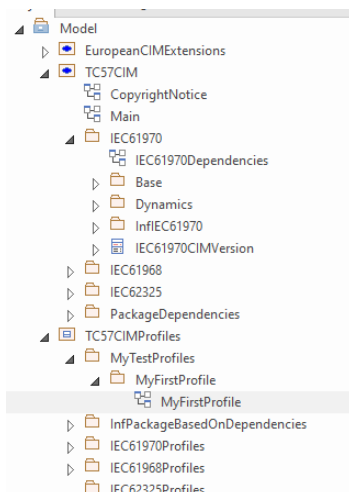 Model
EuropeanCIMExtensions
TC57CIM
CopyrightNotice
Main
IEC61970
IEC61970Dependencies
Base
Dynamics
InfIEC61970
IEC61970CIMVersion
IEC61968
IEC62325
PackageDependencies
TC57CIMProfiles
MyTestProfiles
MyFirstProfile
MyFirstProfile
InfPackageBasedOnDependencies
IEC61970Profiles
IEC61968Profiles
IEC62325Profiles